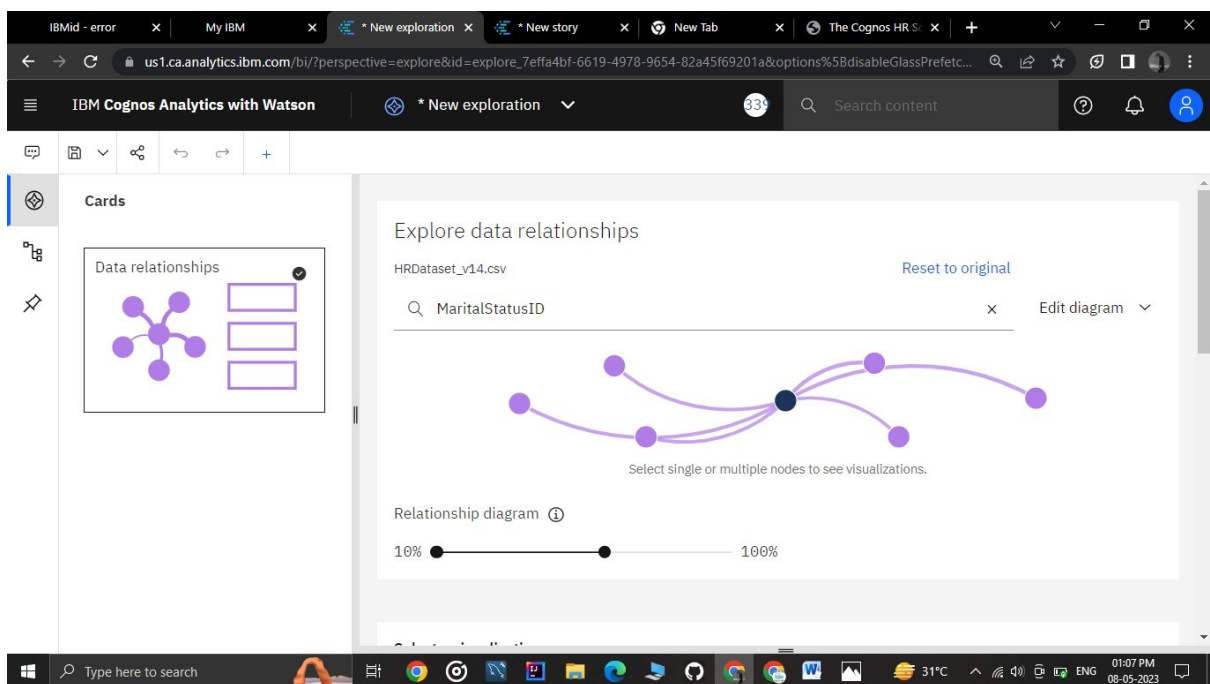 IBMid - error
My IBM
* New exploration
* New story
New Tab
The Cognos HR Sc
us1.ca.analytics.ibm.com/bi/?perspective=explore&id=explore_7effa4bf-6619-4978-9654-82a45f69201a&options%5BdisableGlassPrefetc...
IBM Cognos Analytics with Watson
* New exploration
339
Search content
Cards
Data relationships
Explore data relationships
HRDataset_v14.csv
Reset to original
MaritalStatusID
Edit diagram
Select single or multiple nodes to see visualizations.
Relationship diagram
10%
100%
Type here to search
31°C
ENG
01:07 PM
08-05-2023